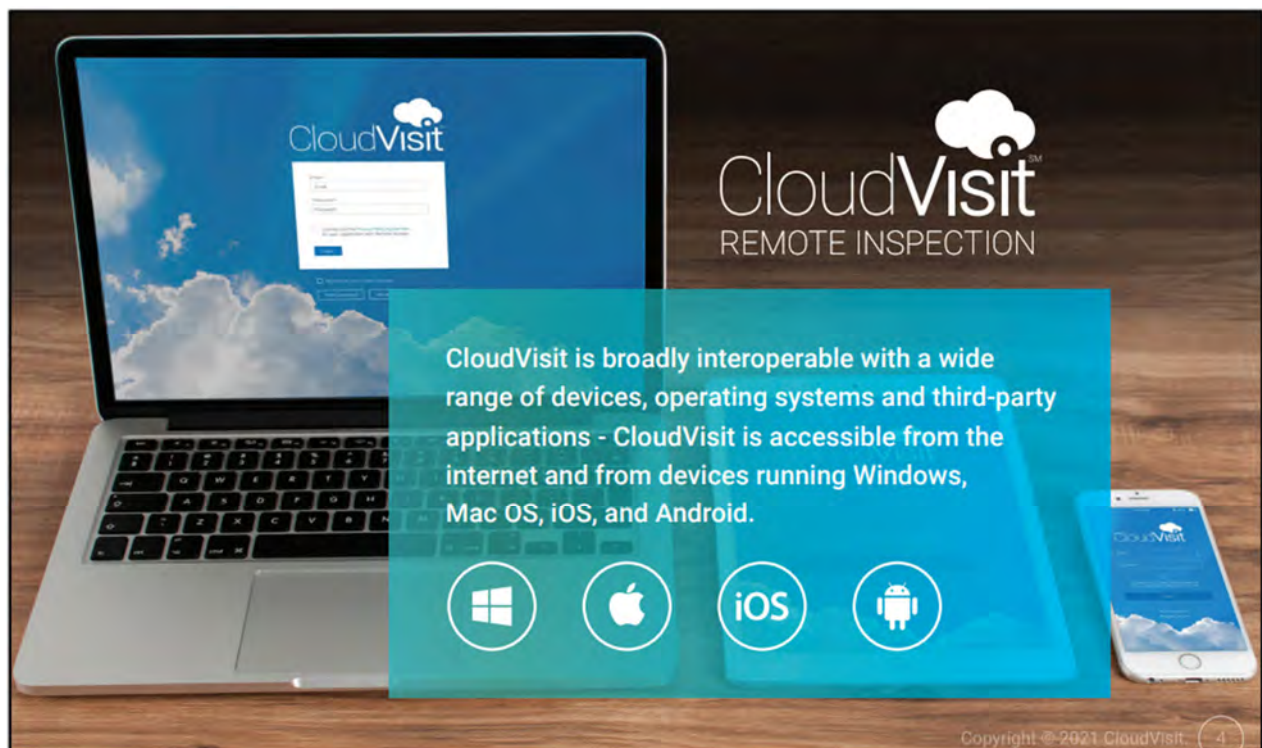 CloudVisit
CloudVisit SM
REMOTE INSPECTION
CloudVisit is broadly interoperable with a wide
range of devices, operating systems and third-party
applications - CloudVisit is accessible from the
internet and from devices running Windows,
Mac OS, iOS, and Android.
iOS
CloudVisit
Copyright © 2021 CloudVisit.
4